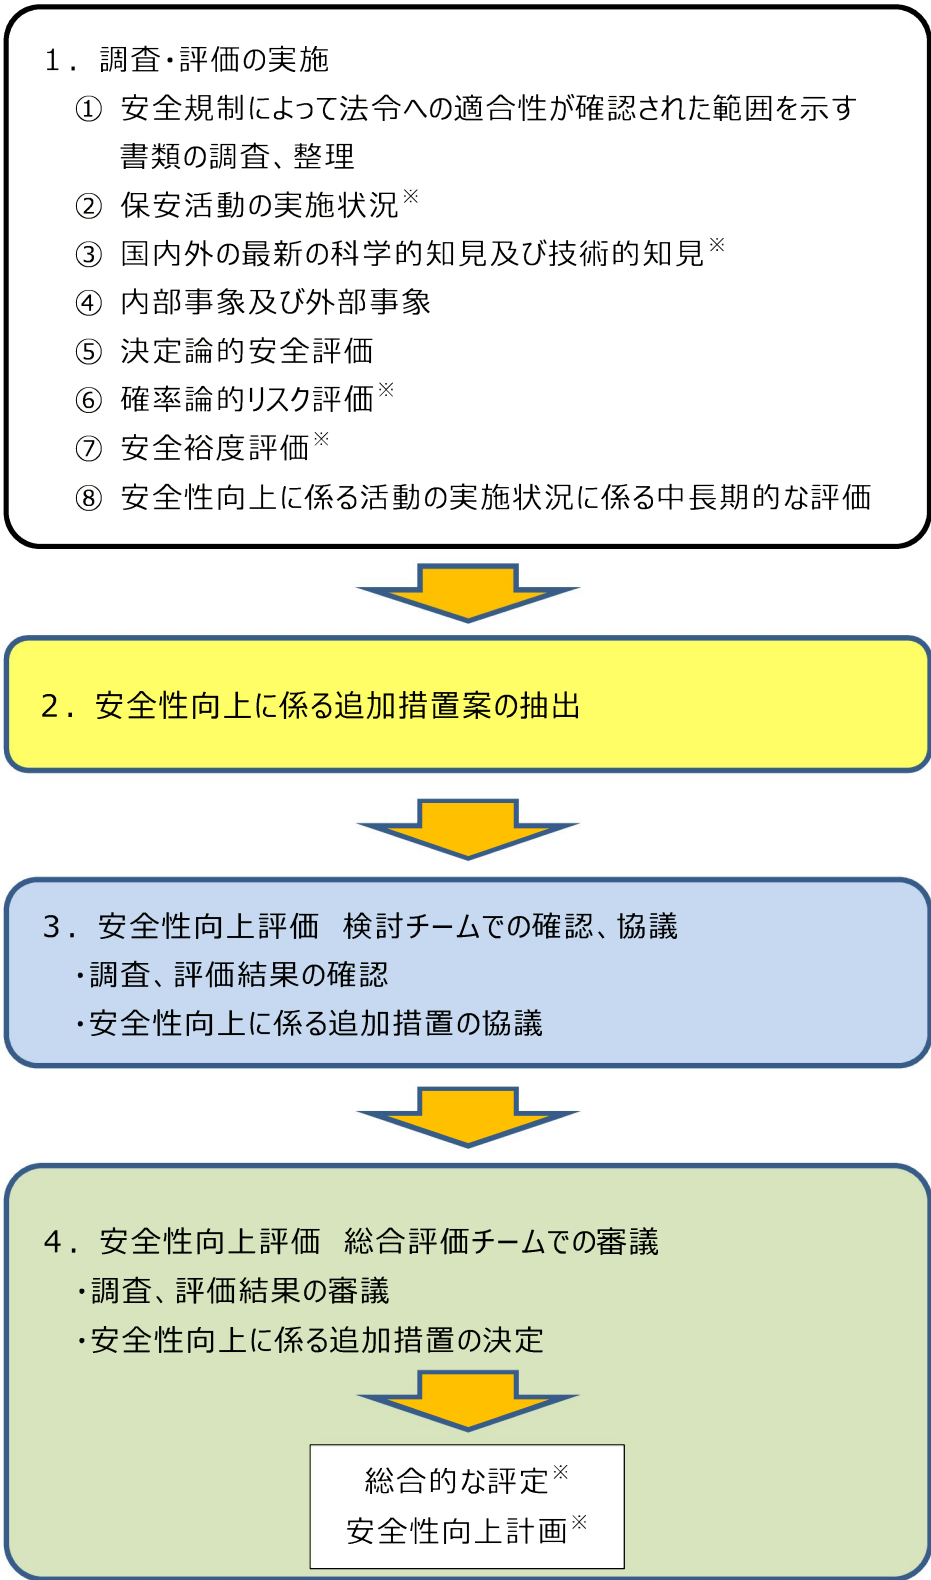 １．調査・評価の実施
① 安全規制によって法令への適合性が確認された範囲を示す
書類の調査、整理
② 保安活動の実施状況※
③ 国内外の最新の科学的知見及び技術的知見※
④ 内部事象及び外部事象
⑤ 決定論的安全評価
⑥ 確率論的リスク評価※
⑦ 安全裕度評価※
⑧ 安全性向上に係る活動の実施状況に係る中長期的な評価
２．安全性向上に係る追加措置案の抽出
３．安全性向上評価　検討チームでの確認、協議
・調査、評価結果の確認
・安全性向上に係る追加措置の協議
４．安全性向上評価　総合評価チームでの審議
・調査、評価結果の審議
・安全性向上に係る追加措置の決定
総合的な評定※
安全性向上計画※